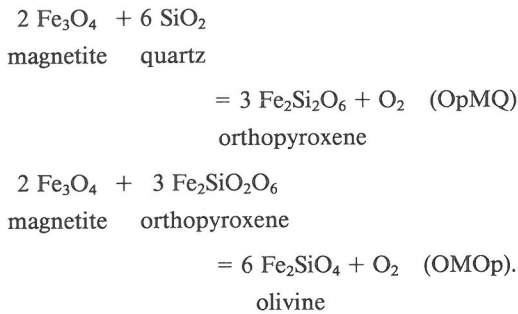 2 Fe₃O₄ + 6 SiO₂
magnetite quartz
= 3 Fe₂Si₂O₆ + O₂ (OpMQ)
orthopyroxene
2 Fe₃O₄ + 3 Fe₂SiO₂O₆
magnetite orthopyroxene
= 6 Fe₂SiO₄ + O₂ (OMOp).
olivine